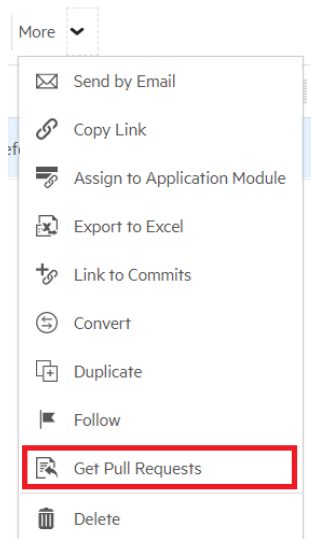 More
Send by Email
Copy Link
Assign to Application Module
Export to Excel
Link to Commits
Convert
Duplicate
Follow
Get Pull Requests
Delete